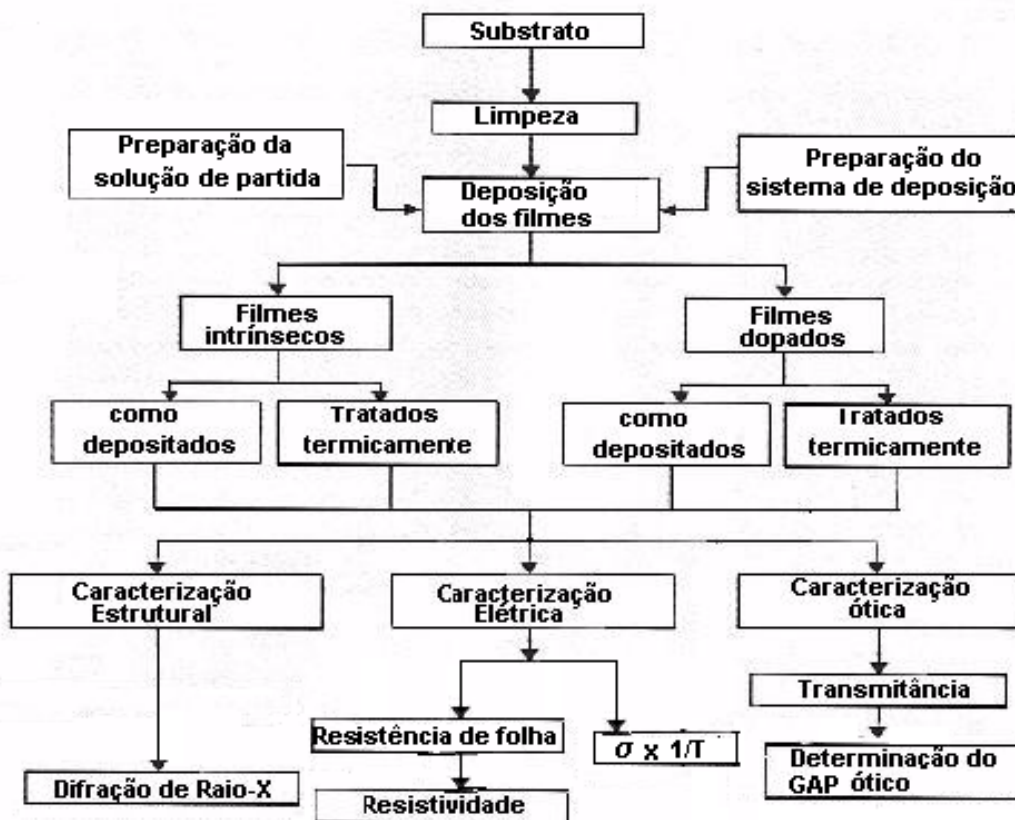 Substrato
Limpeza
Preparação da
solução de partida
Deposição
dos filmes
Preparação do
sistema de deposição
Filmes
intrínsecos
Filmes
dopados
como
depositados
Tratados
termicamente
como
depositados
Tratados
termicamente
Caracterização
Estrutural
Caracterização
Elétrica
Caracterização
ótica
Transmitância
Resistência de folha
σ x 1/T
Determinação do
GAP ótico
Difração de Raio-X
Resistividade